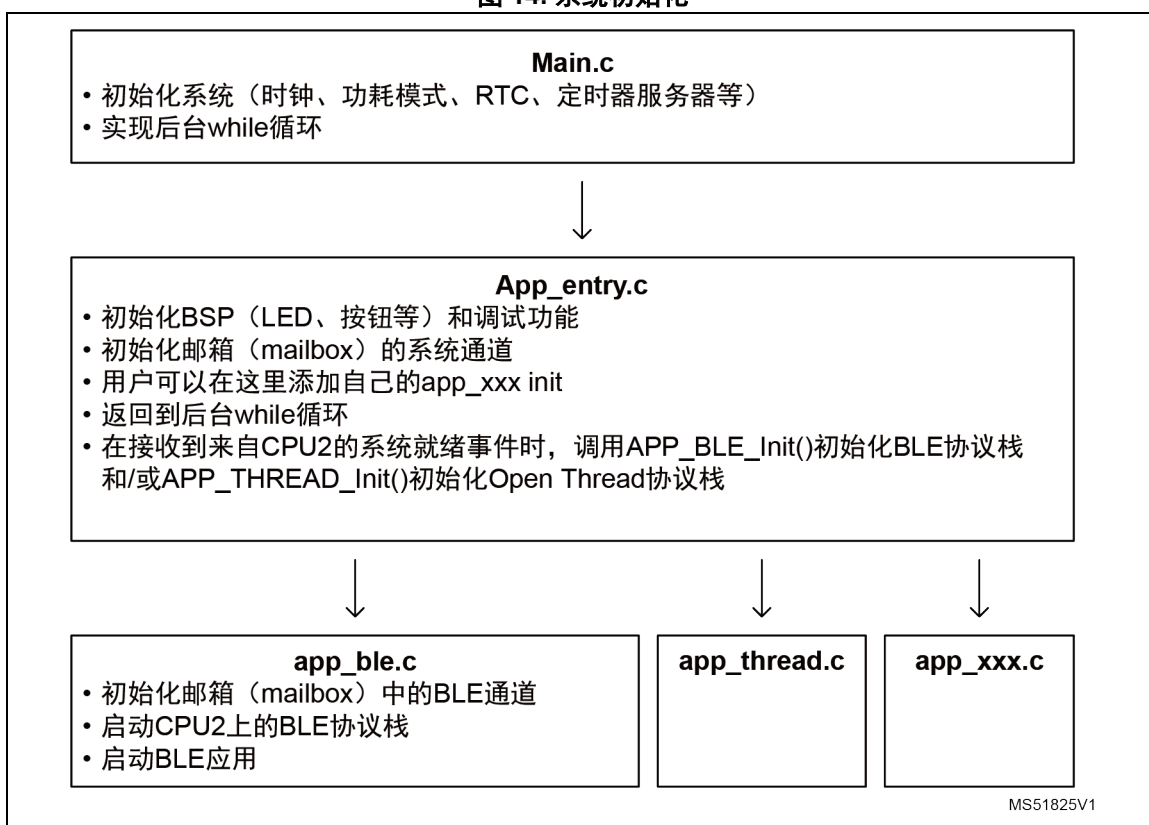 图 14. 系统初始化
Main.c
• 初始化系统（时钟、功耗模式、RTC、定时器服务器等）
• 实现后台while循环
App_entry.c
• 初始化BSP（LED、按钮等）和调试功能
• 初始化邮箱（mailbox）的系统通道
• 用户可以在这里添加自己的app_xxx init
• 返回到后台while循环
• 在接收到来自CPU2的系统就绪事件时，调用APP_BLE_Init()初始化BLE协议栈
和/或APP_THREAD_Init()初始化Open Thread协议栈
app_ble.c
• 初始化邮箱（mailbox）中的BLE通道
• 启动CPU2上的BLE协议栈
• 启动BLE应用
app_thread.c
app_xxx.c
MS51825V1